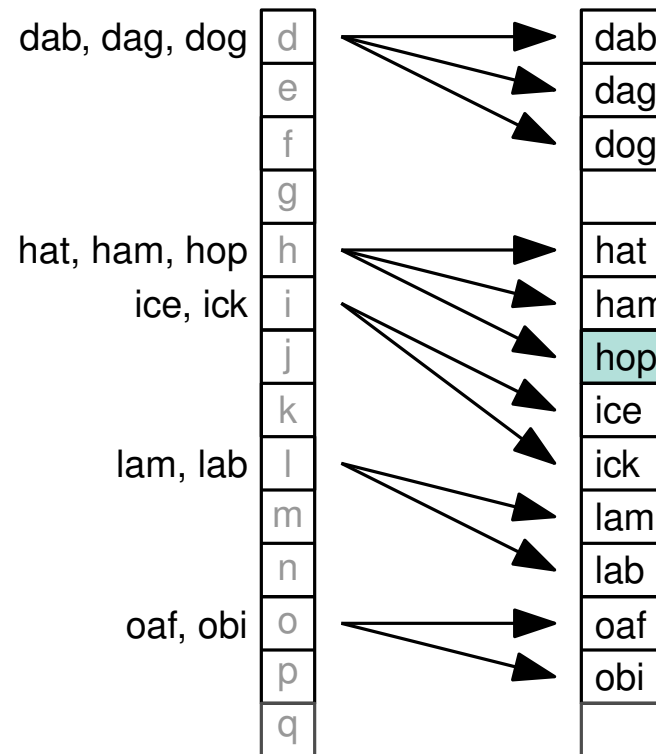 dab, dag, dog d dab
e dag
f dog
g
hat, ham, hop h hat
ice, ick i ham
j hop
k ice
lam, lab l ick
m lam
n lab
oaf, obi o oaf
p obi
q